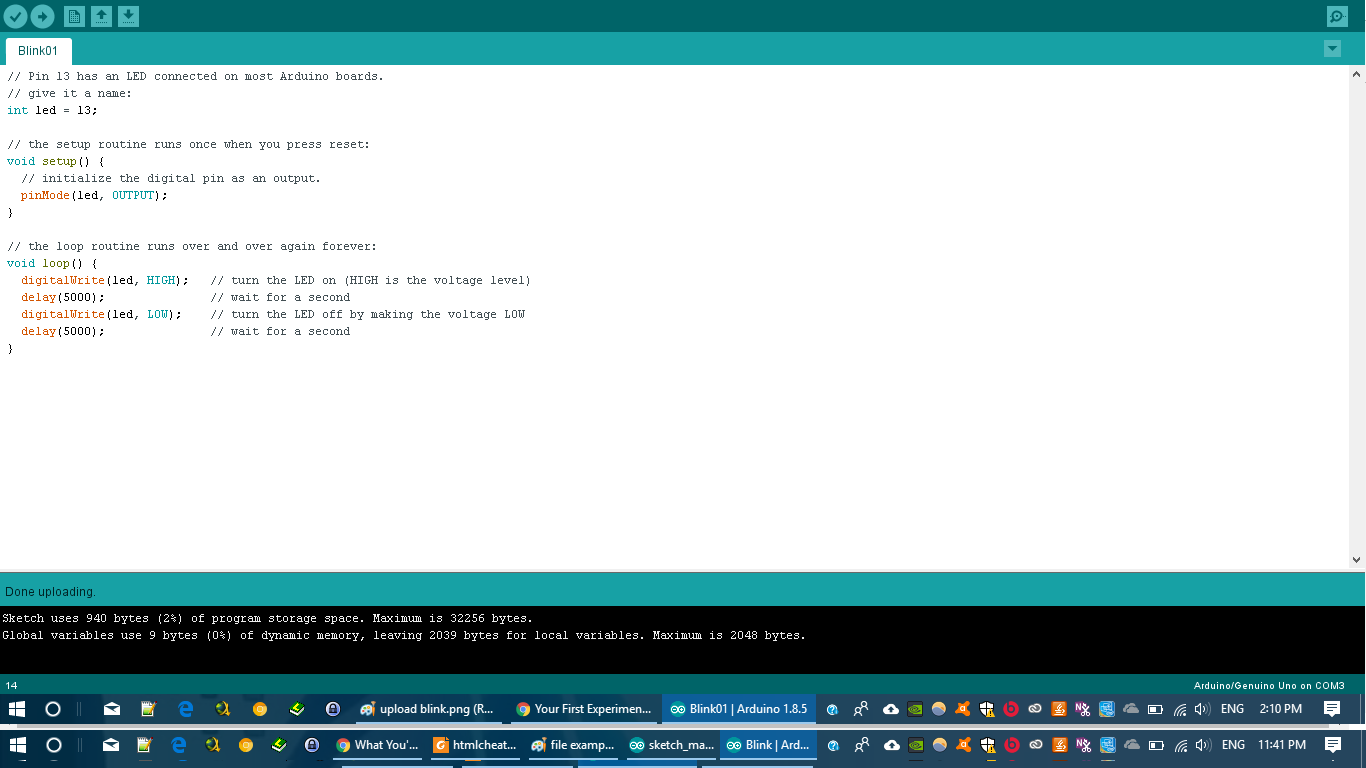 Blink01
// Pin 13 has an LED connected on most Arduino boards.
// give it a name:
int led = 13;
// the setup routine runs once when you press reset:
void setup() {
// initialize the digital pin as an output.
pinMode(led, OUTPUT);
}
// the loop routine runs over and over again forever:
void loop() {
digitalWrite(led, HIGH);   // turn the LED on (HIGH is the voltage level)
delay(5000);               // wait for a second
digitalWrite(led, LOW);    // turn the LED off by making the voltage LOW
delay(5000);               // wait for a second
}
Done uploading.
Sketch uses 940 bytes (2%) of program storage space. Maximum is 32256 bytes.
Global variables use 9 bytes (0%) of dynamic memory, leaving 2039 bytes for local variables. Maximum is 2048 bytes.
14 Arduino/Genuino Uno on COM3
upload blink.png (R... Your First Experimen... Blink01 | Arduino 1.8.5 ENG 2:10 PM
What You'... htmlcheat... file examp... sketch_ma... Blink | Ard... ENG 11:41 PM